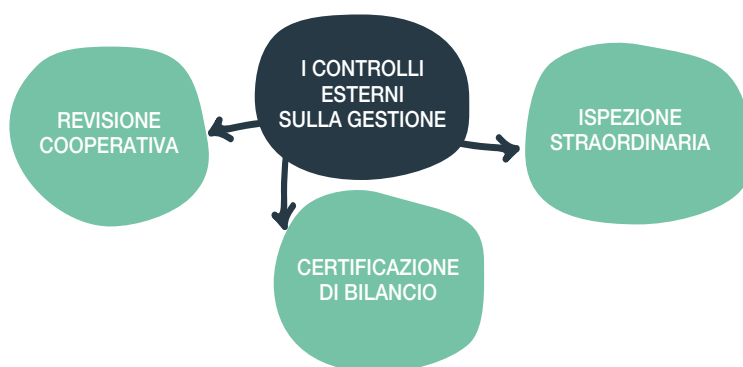 I CONTROLLI
ESTERNI
SULLA GESTIONE
REVISIONE
COOPERATIVA
ISPEZIONE
STRAORDINARIA
CERTIFICAZIONE
DI BILANCIO